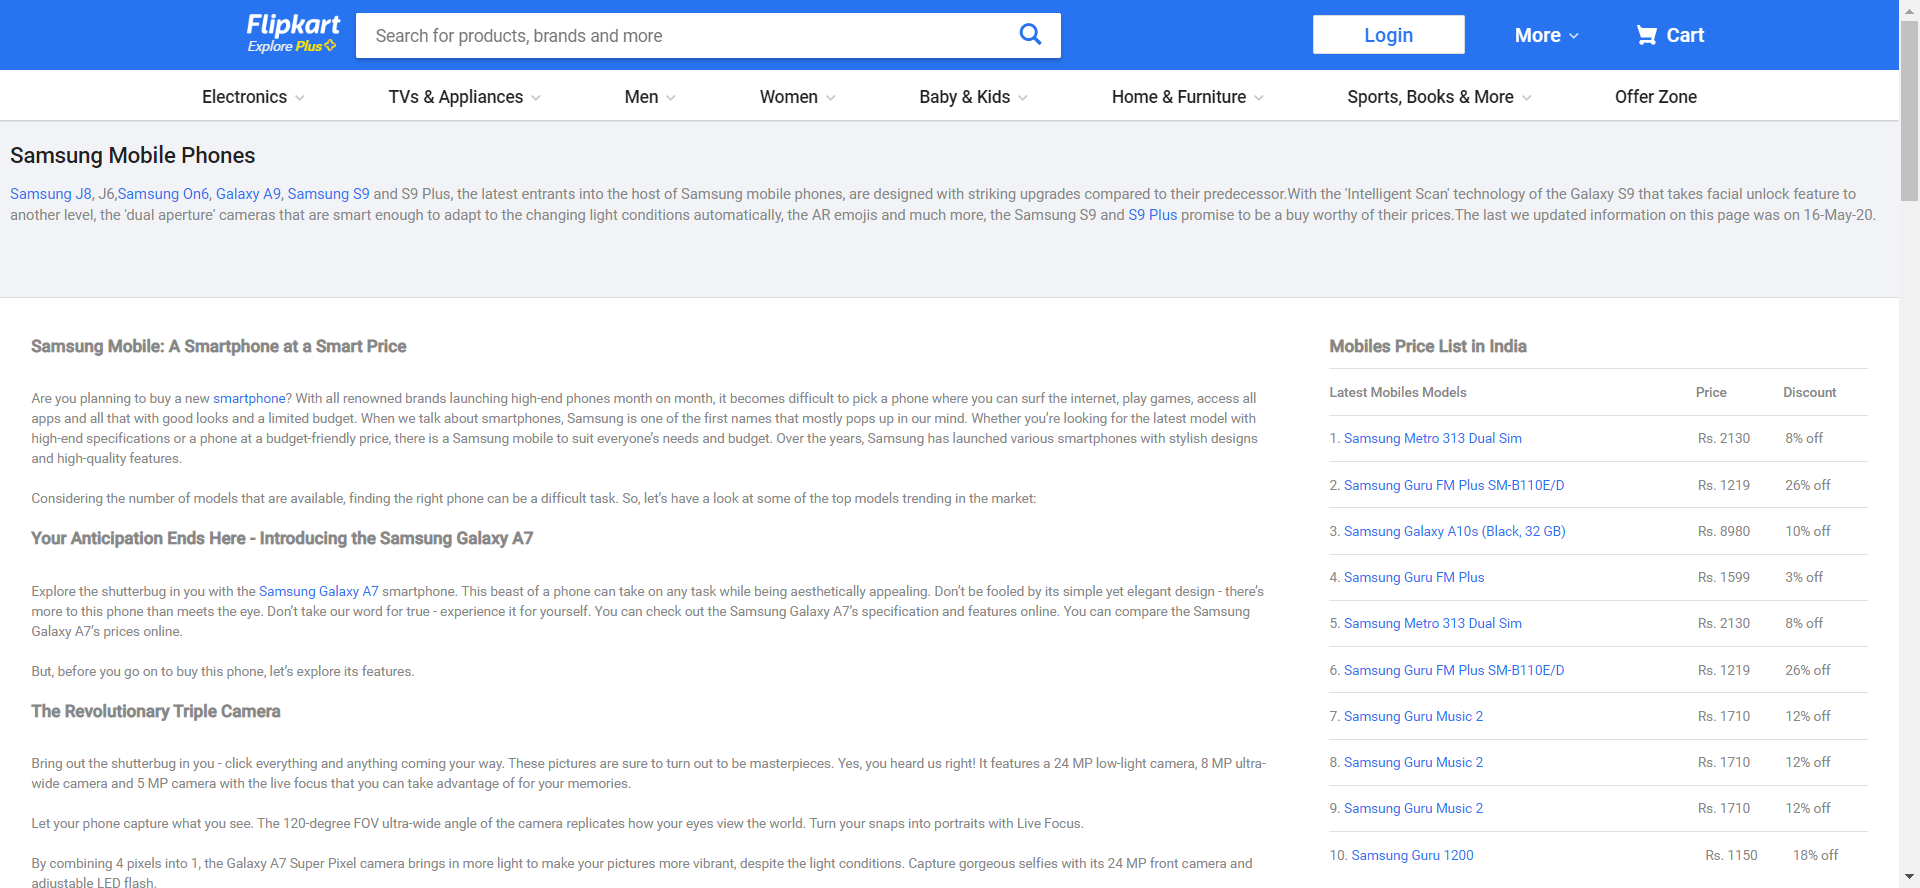 Flipkart
Explore Plus
Search for products, brands and more
Login
More
Cart
Electronics
TVs & Appliances
Men
Women
Baby & Kids
Home & Furniture
Sports, Books & More
Offer Zone
Samsung Mobile Phones
Samsung J8, J6,Samsung On6, Galaxy A9, Samsung S9 and S9 Plus, the latest entrants into the host of Samsung mobile phones, are designed with striking upgrades compared to their predecessor.With the 'Intelligent Scan' technology of the Galaxy S9 that takes facial unlock feature to
another level, the 'dual aperture' cameras that are smart enough to adapt to the changing light conditions automatically, the AR emojis and much more, the Samsung S9 and S9 Plus promise to be a buy worthy of their prices.The last we updated information on this page was on 16-May-20.
Samsung Mobile: A Smartphone at a Smart Price
Are you planning to buy a new smartphone? With all renowned brands launching high-end phones month on month, it becomes difficult to pick a phone where you can surf the internet, play games, access all
apps and all that with good looks and a limited budget. When we talk about smartphones, Samsung is one of the first names that mostly pops up in our mind. Whether you’re looking for the latest model with
high-end specifications or a phone at a budget-friendly price, there is a Samsung mobile to suit everyone’s needs and budget. Over the years, Samsung has launched various smartphones with stylish designs
and high-quality features.
Considering the number of models that are available, finding the right phone can be a difficult task. So, let’s have a look at some of the top models trending in the market:
Your Anticipation Ends Here - Introducing the Samsung Galaxy A7
Explore the shutterbug in you with the Samsung Galaxy A7 smartphone. This beast of a phone can take on any task while being aesthetically appealing. Don’t be fooled by its simple yet elegant design - there’s
more to this phone than meets the eye. Don’t take our word for true - experience it for yourself. You can check out the Samsung Galaxy A7’s specification and features online. You can compare the Samsung
Galaxy A7’s prices online.
But, before you go on to buy this phone, let’s explore its features.
The Revolutionary Triple Camera
Bring out the shutterbug in you - click everything and anything coming your way. These pictures are sure to turn out to be masterpieces. Yes, you heard us right! It features a 24 MP low-light camera, 8 MP ultra-
wide camera and 5 MP camera with the live focus that you can take advantage of for your memories.
Let your phone capture what you see. The 120-degree FOV ultra-wide angle of the camera replicates how your eyes view the world. Turn your snaps into portraits with Live Focus.
By combining 4 pixels into 1, the Galaxy A7 Super Pixel camera brings in more light to make your pictures more vibrant, despite the light conditions. Capture gorgeous selfies with its 24 MP front camera and
adjustable LED flash.
Mobiles Price List in India
Latest Mobiles Models Price Discount
1. Samsung Metro 313 Dual Sim Rs. 2130 8% off
2. Samsung Guru FM Plus SM-B110E/D Rs. 1219 26% off
3. Samsung Galaxy A10s (Black, 32 GB) Rs. 8980 10% off
4. Samsung Guru FM Plus Rs. 1599 3% off
5. Samsung Metro 313 Dual Sim Rs. 2130 8% off
6. Samsung Guru FM Plus SM-B110E/D Rs. 1219 26% off
7. Samsung Guru Music 2 Rs. 1710 12% off
8. Samsung Guru Music 2 Rs. 1710 12% off
9. Samsung Guru Music 2 Rs. 1710 12% off
10. Samsung Guru 1200 Rs. 1150 18% off